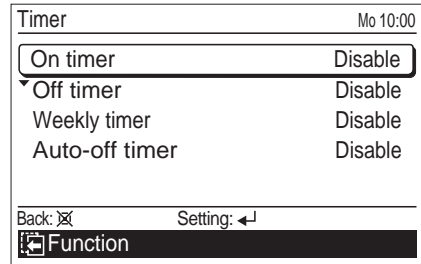 Timer Mo 10:00
On timer Disable
Off timer Disable
Weekly timer Disable
Auto-off timer Disable
Back: Setting:
Function